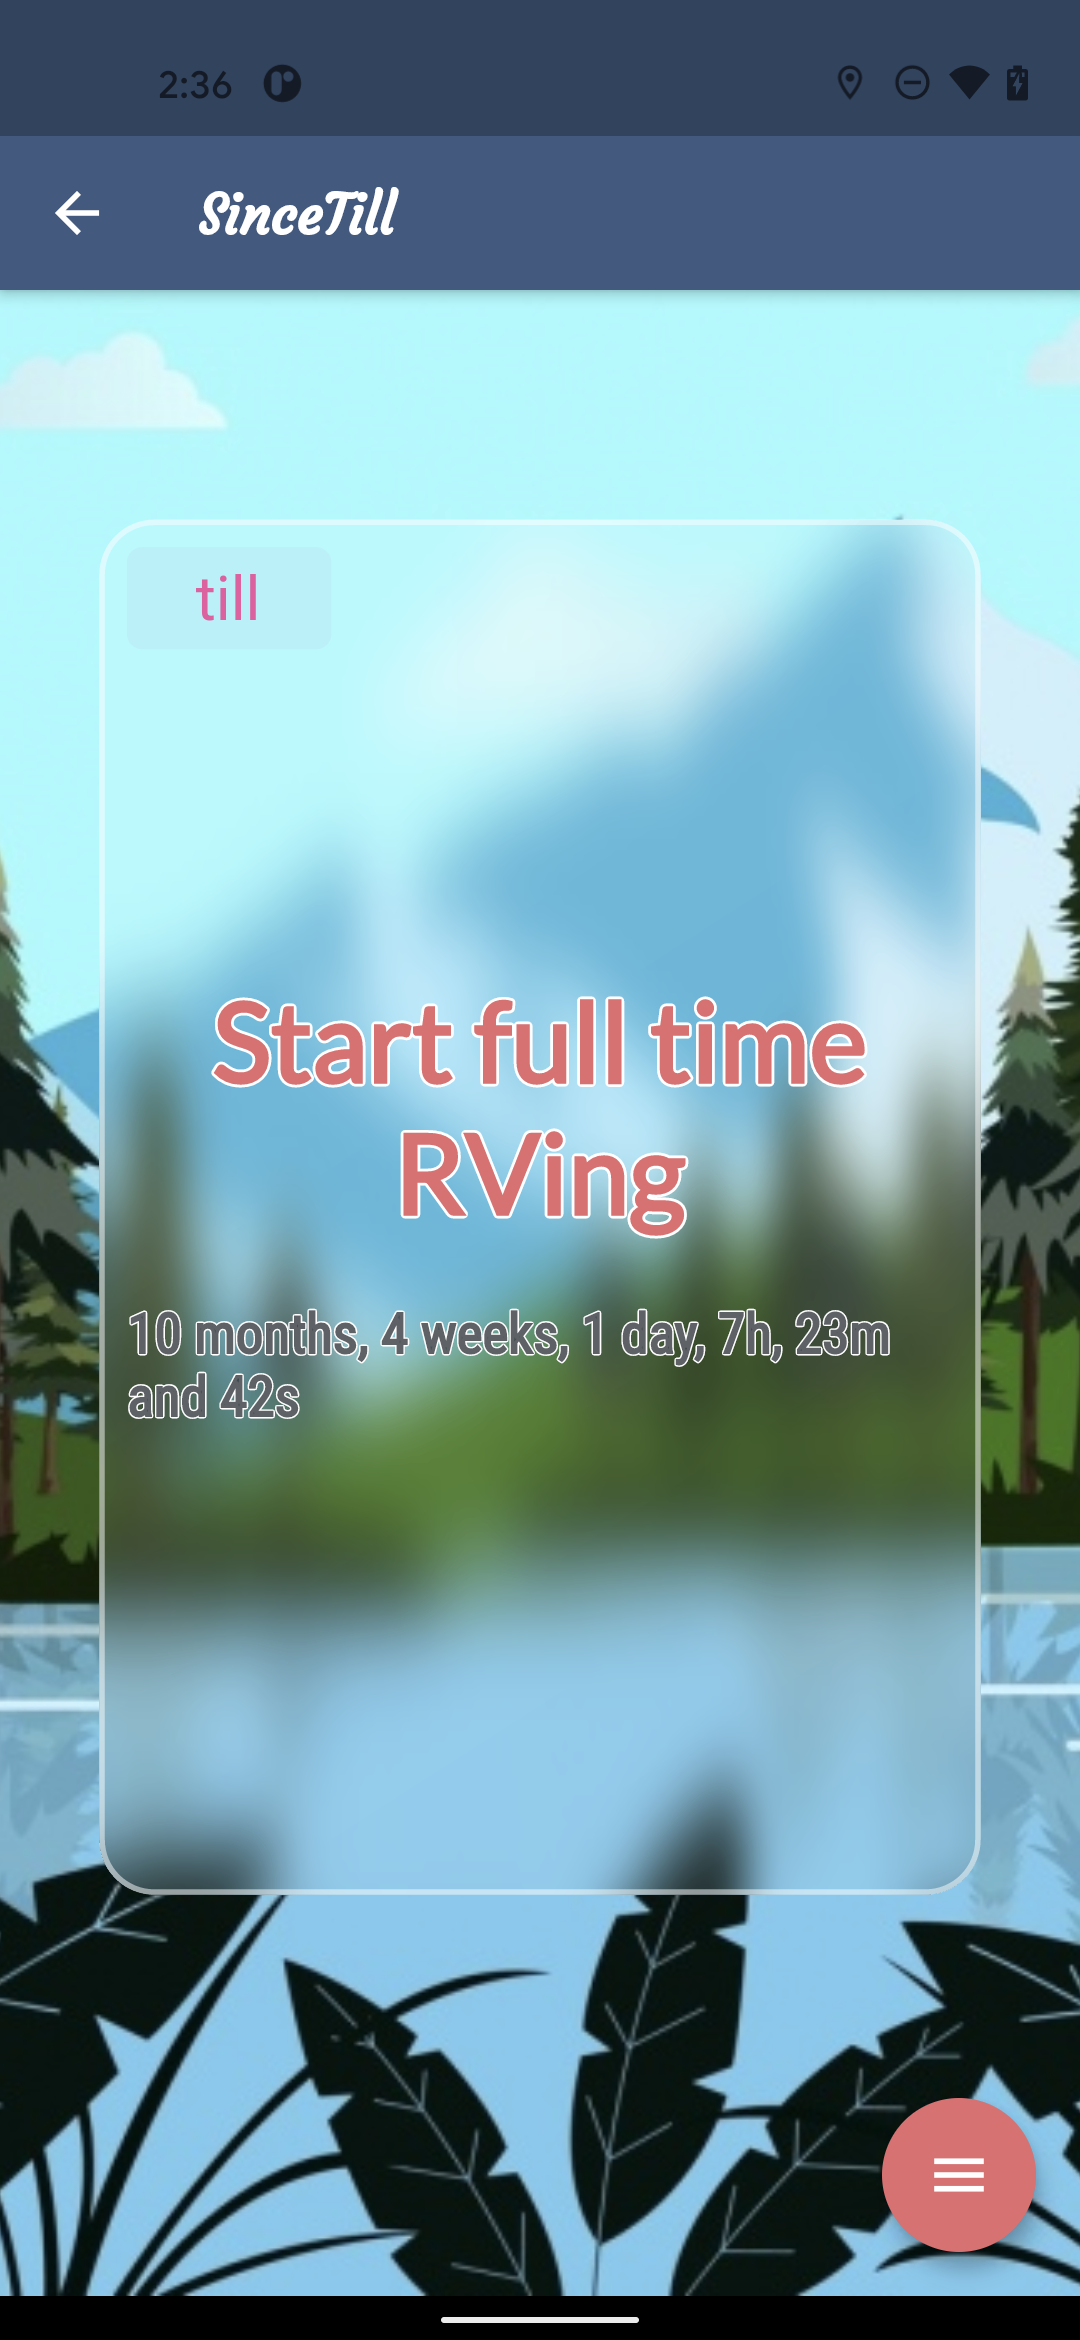 2:36
SinceTill
till
Start full time
RVing
10 months, 4 weeks, 1 day, 7h, 23m
and 42s